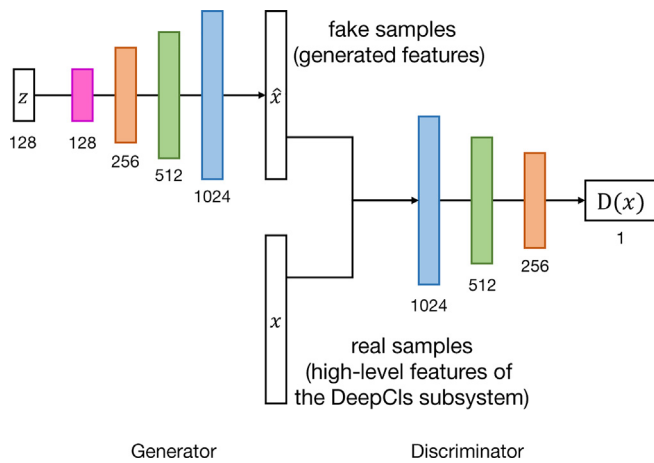 fake samples
(generated features)
z
x̂
128
128
256
512
1024
D(x)
1
256
512
1024
x
real samples
(high-level features of
the DeepCls subsystem)
Generator
Discriminator